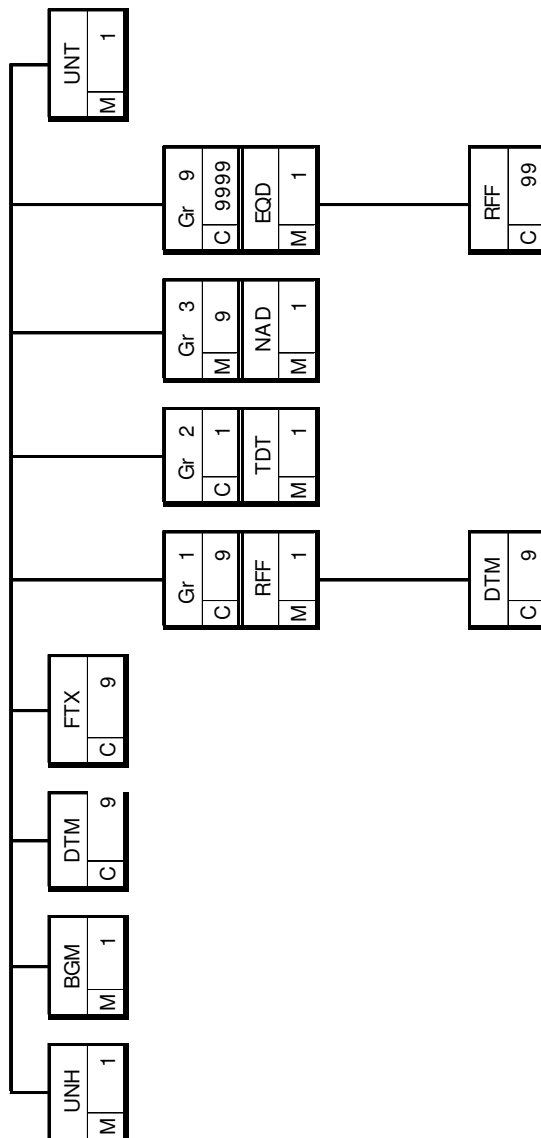 UNH
M 1
BGM
M 1
DTM
C 9
FTX
C 9
Gr 1
C 9
RFF
M 1
DTM
C 9
Gr 2
C 1
TDT
M 1
Gr 3
M 9
NAD
M 1
Gr 9
C 9999
EQD
M 1
RFF
C 99
UNT
M 1